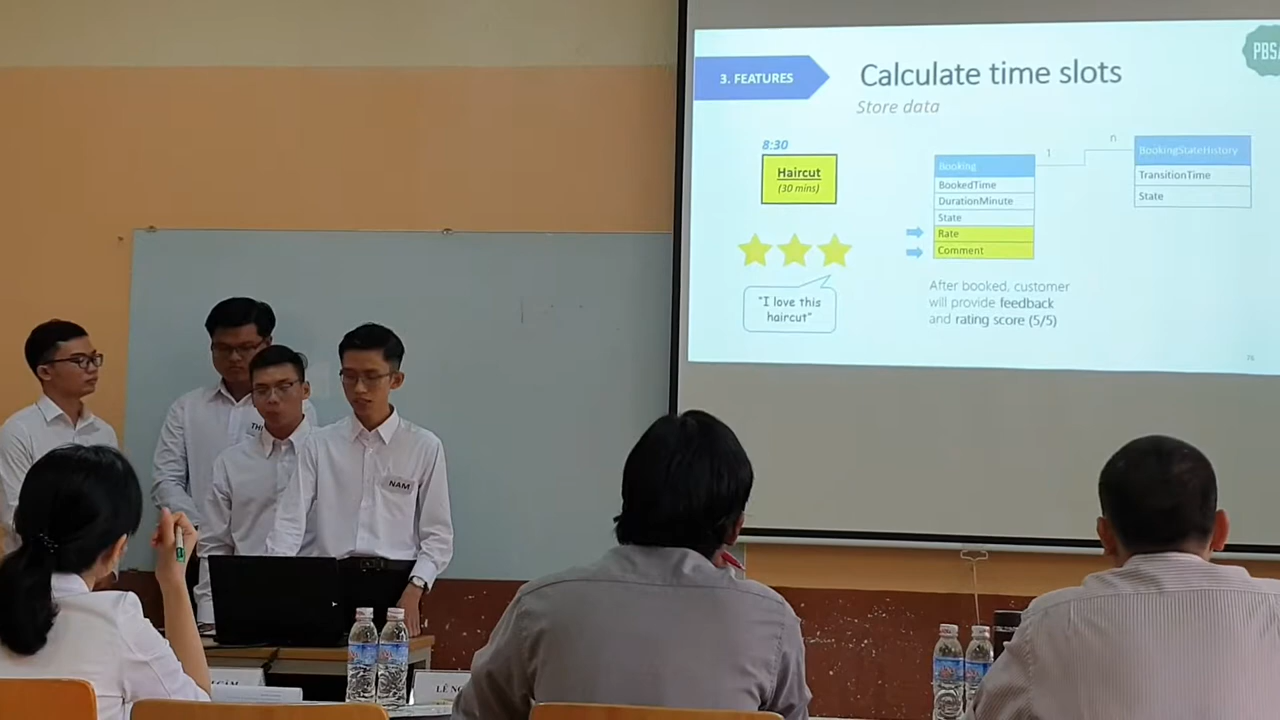 PBSA
3. FEATURES
Calculate time slots
Store data
8:30
Haircut
(30 mins)
"I love this
haircut"
Booking
BookedTime
DurationMinute
State
Rate
Comment
1
n
BookingStateHistory
TransitionTime
State
After booked, customer
will provide feedback
and rating score (5/5)
NAM